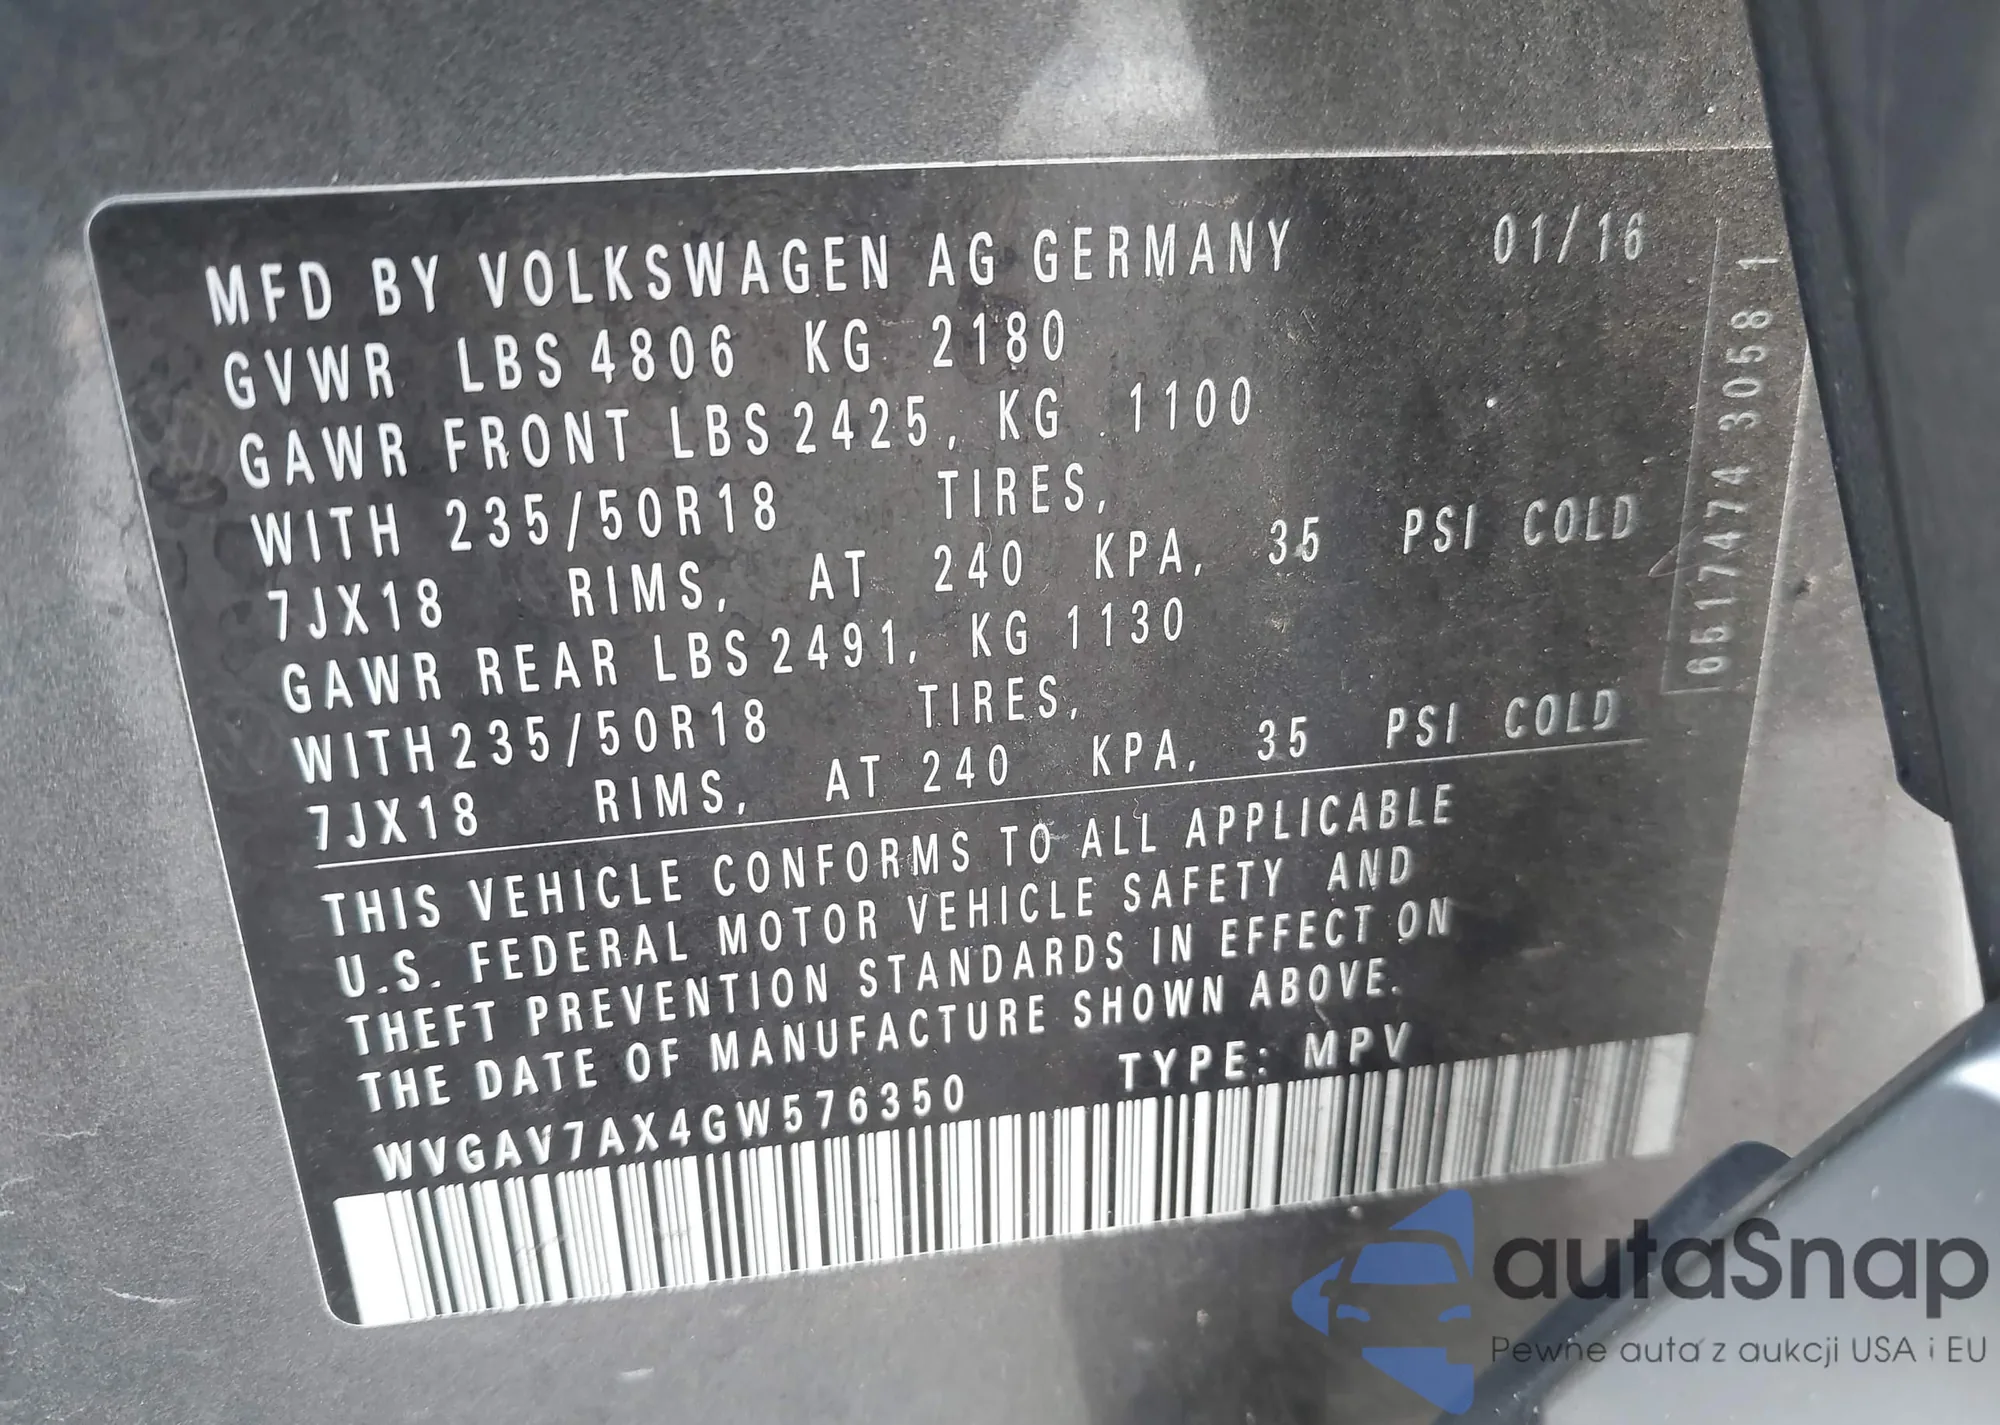 MFD BY VOLKSWAGEN AG GERMANY 01/16
GVWR LBS 4806 KG 2180
GAWR FRONT LBS 2425, KG 1100
WITH 235/50R18 TIRES,
7JX18 RIMS, AT 240 KPA, 35 PSI COLD
GAWR REAR LBS 2491, KG 1130
WITH 235/50R18 TIRES,
7JX18 RIMS, AT 240 KPA, 35 PSI COLD
THIS VEHICLE CONFORMS TO ALL APPLICABLE
U.S. FEDERAL MOTOR VEHICLE SAFETY AND
THEFT PREVENTION STANDARDS IN EFFECT ON
THE DATE OF MANUFACTURE SHOWN ABOVE.
WVGAV7AX4GW576350 TYPE: MPV
65174743058 1
autaSnap
Pewne auta z aukcji USA i EU